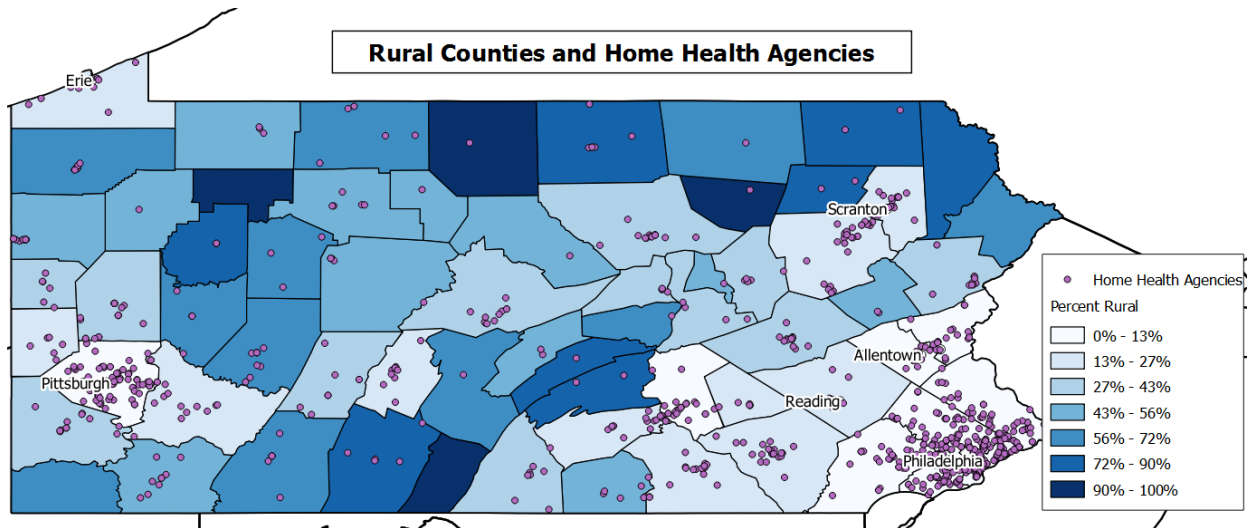 Rural Counties and Home Health Agencies
Erie
Scranton
Home Health Agencies
Percent Rural
0% - 13%
13% - 27%
27% - 43%
43% - 56%
56% - 72%
72% - 90%
90% - 100%
Allentown
Pittsburgh
Reading
Philadelphia